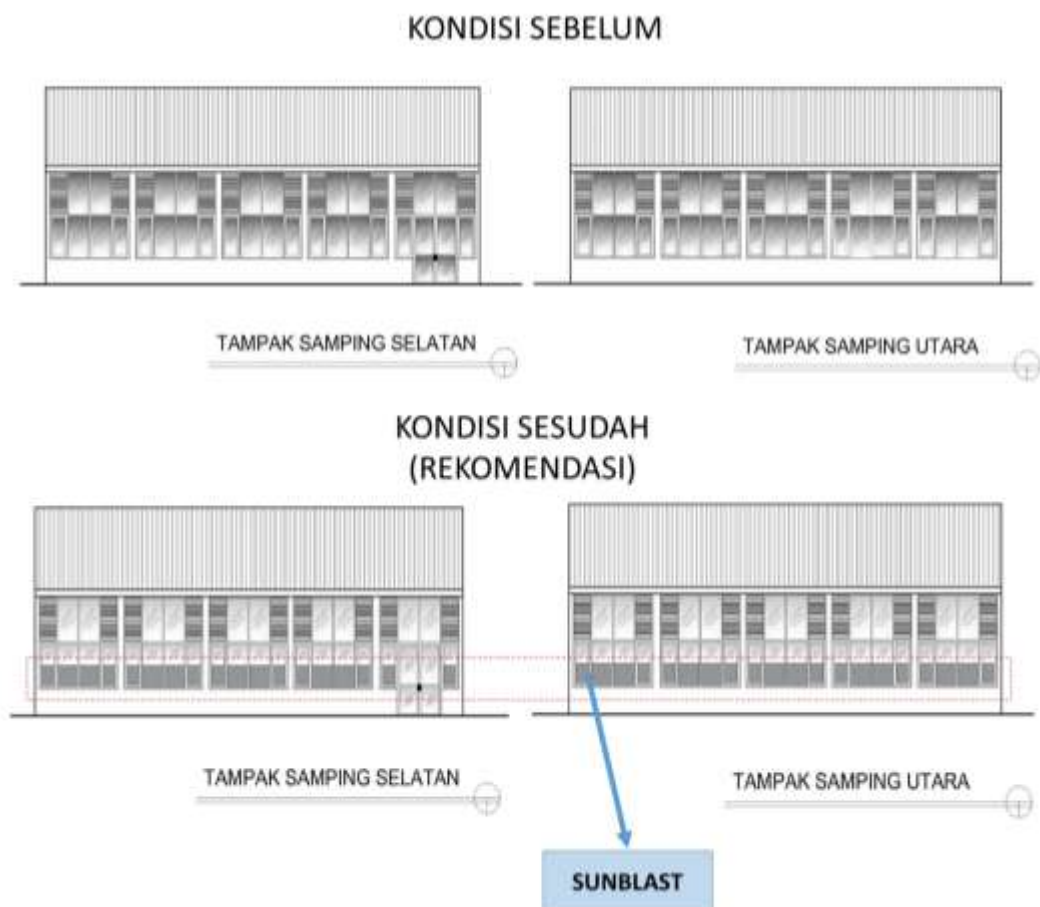 KONDISI SEBELUM
TAMPAK SAMPING SELATAN
TAMPAK SAMPING UTARA
KONDISI SESUDAH
(REKOMENDASI)
TAMPAK SAMPING SELATAN
TAMPAK SAMPING UTARA
SUNBLAST